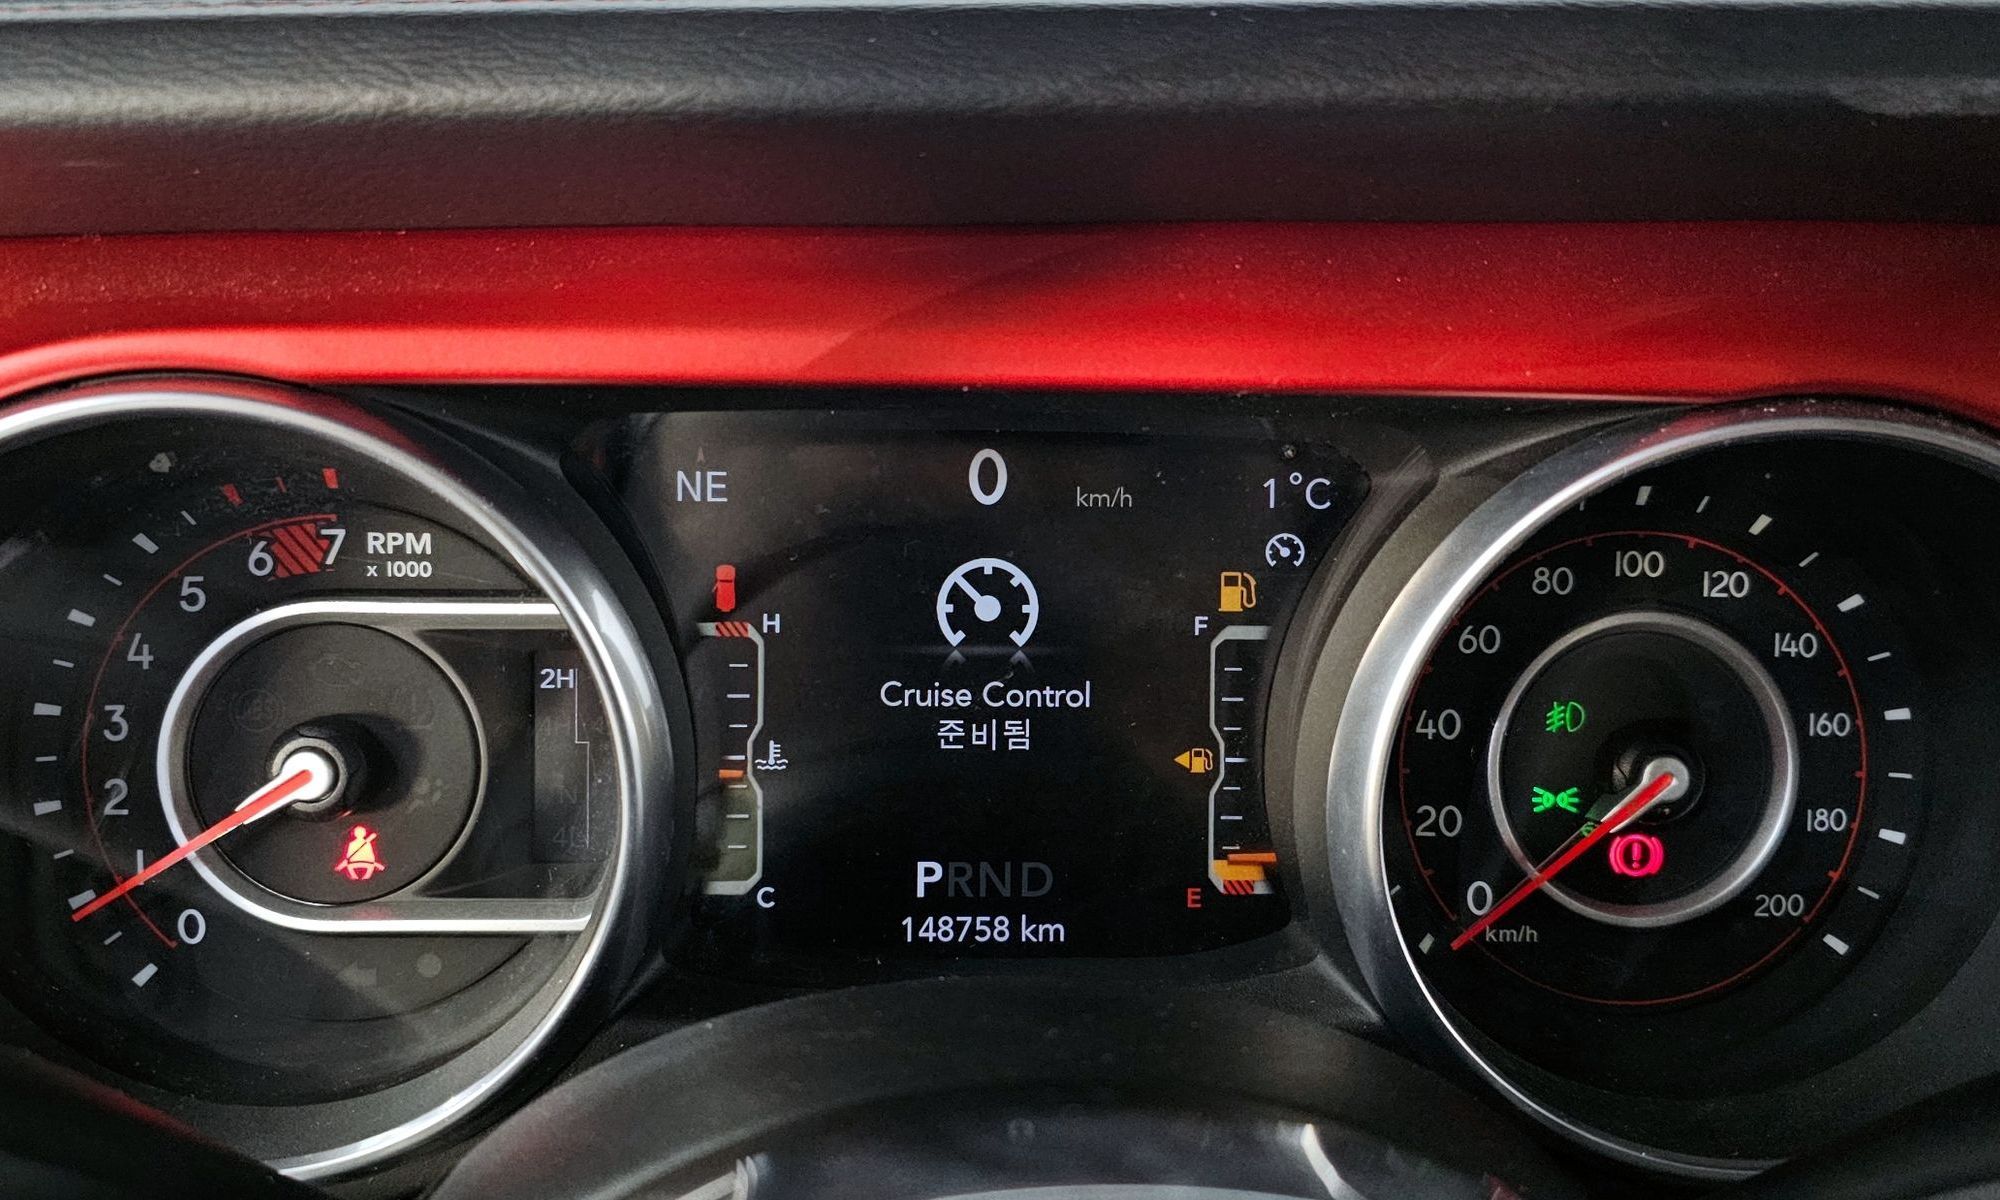 NE
0 km/h
1°C
7
6
5
4
3
2
1
0
RPM
x 1000
2H
H
C
Cruise Control
준비됨
PRND
148758 km
F
E
0
20
40
60
80
100
120
140
160
180
200
km/h